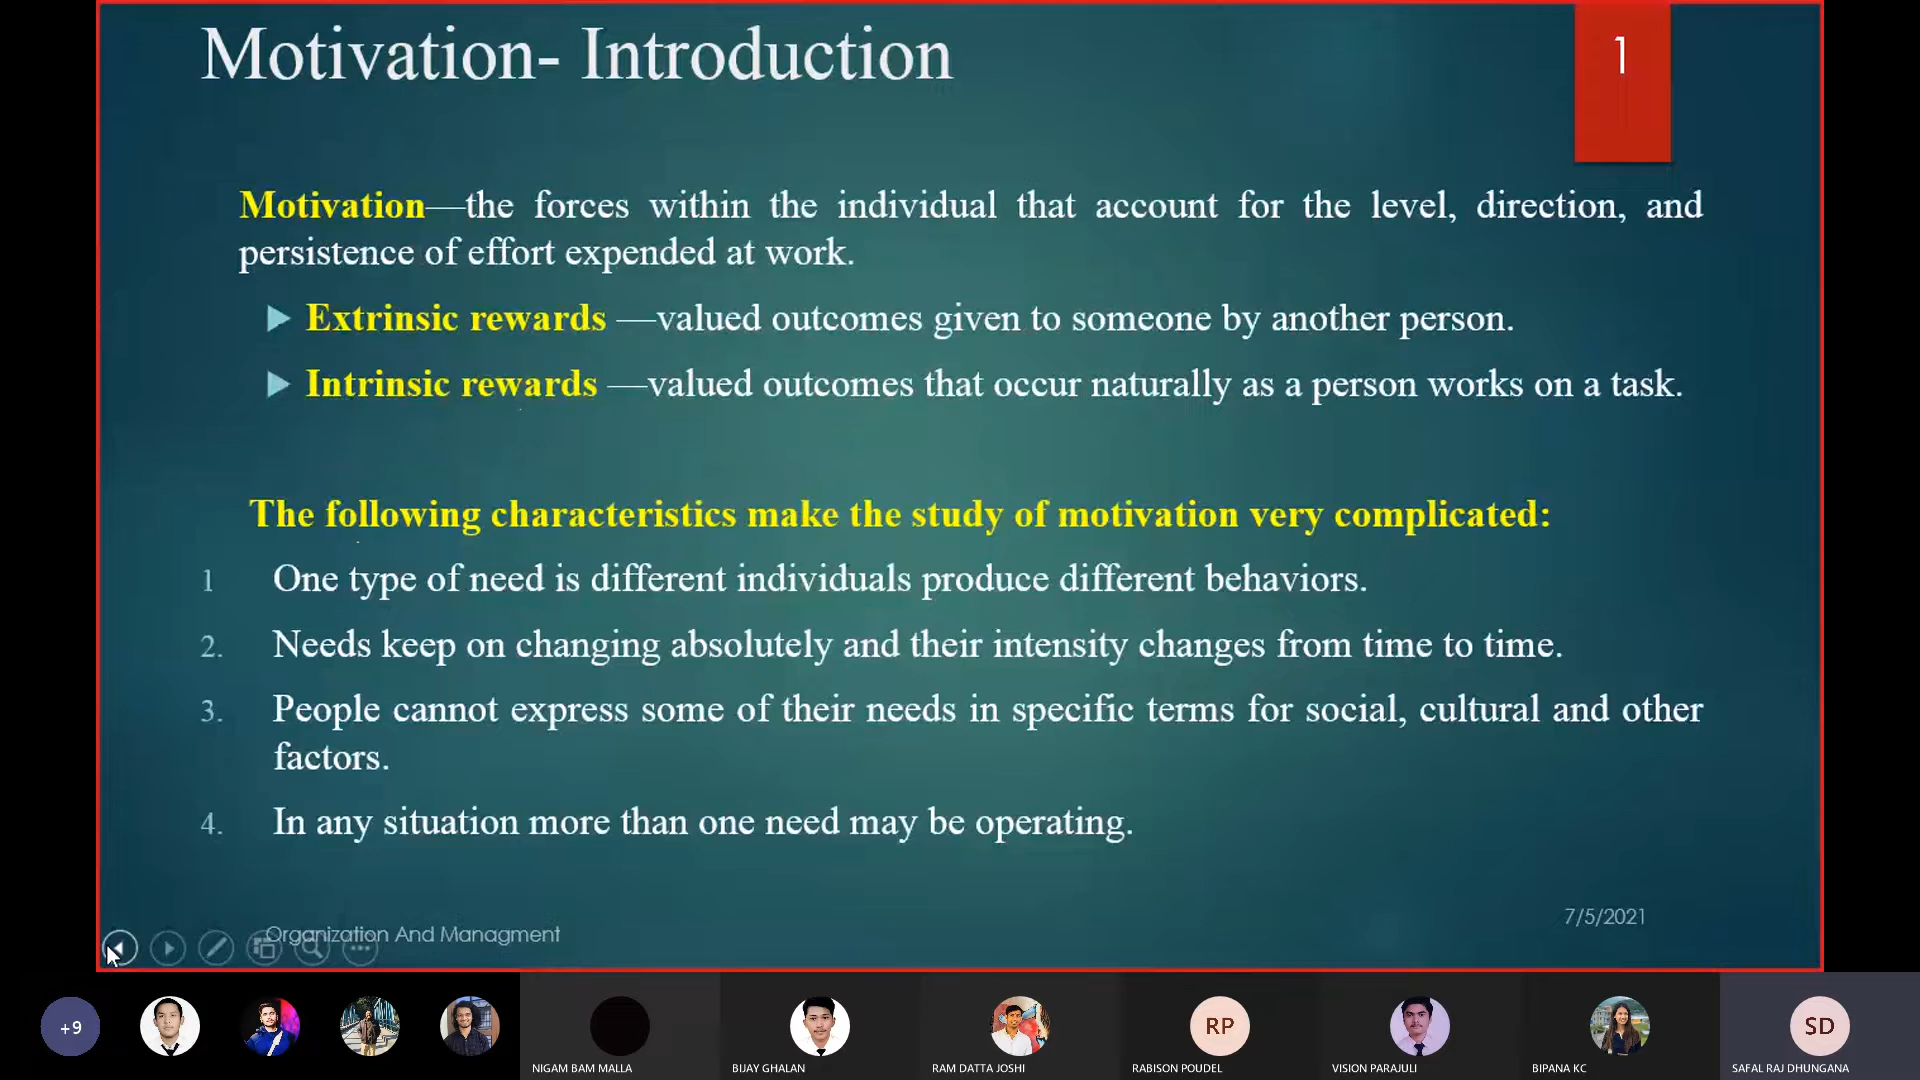 Motivation- Introduction
1
Motivation—the forces within the individual that account for the level, direction, and
persistence of effort expended at work.
Extrinsic rewards —valued outcomes given to someone by another person.
Intrinsic rewards —valued outcomes that occur naturally as a person works on a task.
The following characteristics make the study of motivation very complicated:
1 One type of need is different individuals produce different behaviors.
2. Needs keep on changing absolutely and their intensity changes from time to time.
3. People cannot express some of their needs in specific terms for social, cultural and other
factors.
4. In any situation more than one need may be operating.
7/5/2021
Organization And Managment
+9
RP
SD
NIGAM BAM MALLA
BIJAY GHALAN
RAM DATTA JOSHI
RABISON POUDEL
VISION PARAJULI
BIPANA KC
SAFAL RAJ DHUNGANA